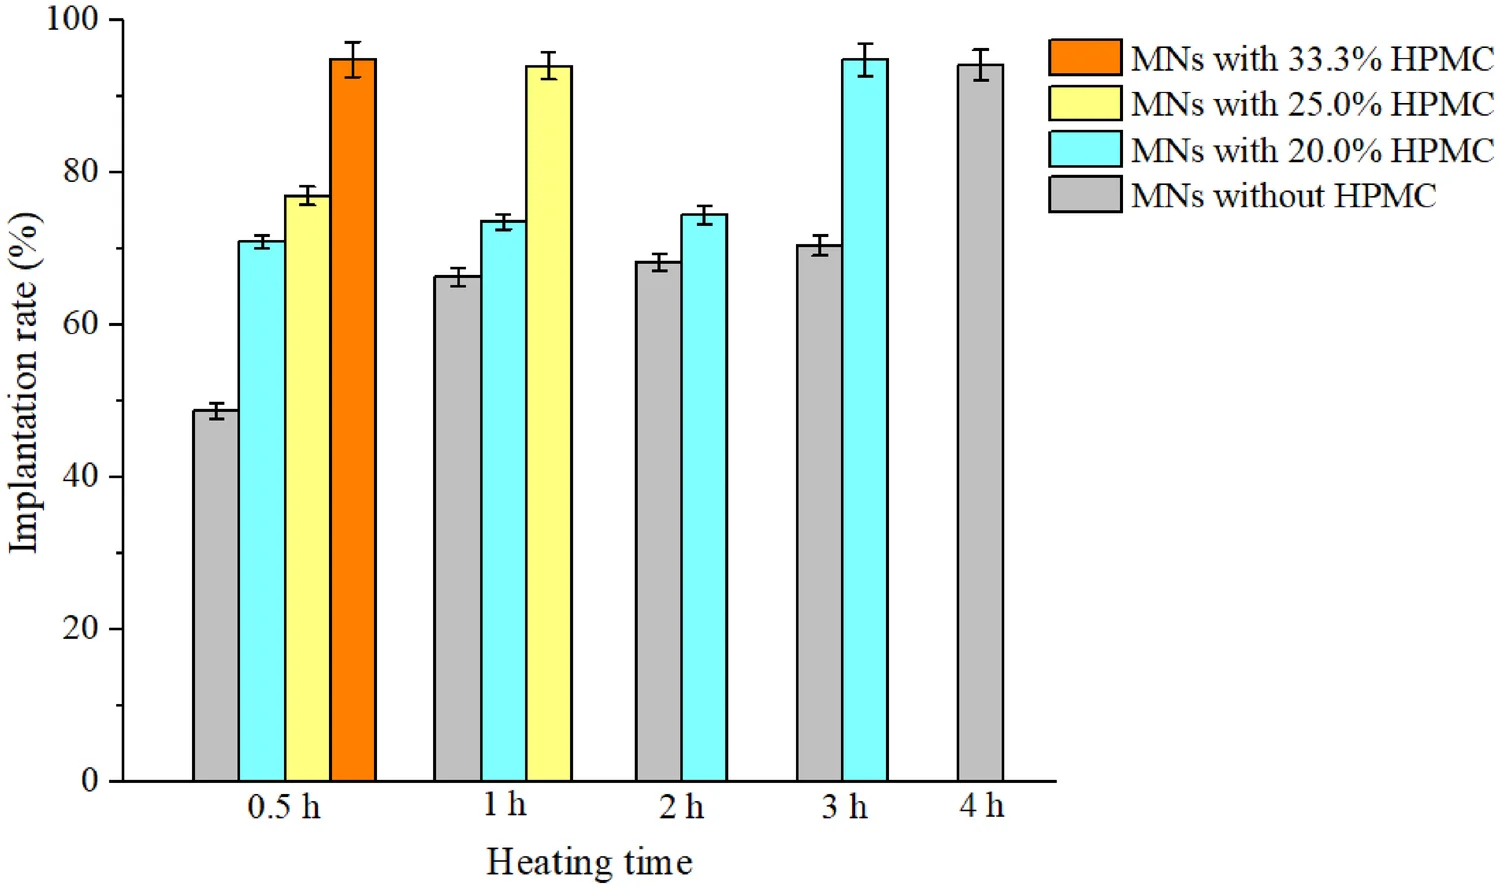 100
80
60
40
20
0
Implantation rate (%)
0.5 h
1 h
2 h
3 h
4 h
Heating time
MNs with 33.3% HPMC
MNs with 25.0% HPMC
MNs with 20.0% HPMC
MNs without HPMC